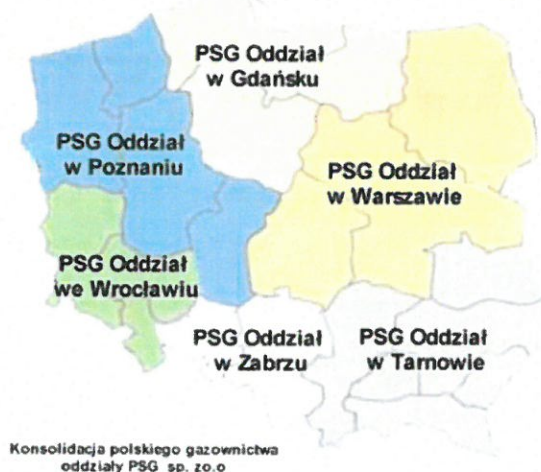 PSG Oddział
w Gdańsku
PSG Oddział
w Poznaniu
PSG Oddział
w Warszawie
PSG Oddział
we Wrocławiu
PSG Oddział
w Zabrzu
PSG Oddział
w Tarnowie
Konsolidacja polskiego gazownictwa
oddziały PSG sp. zo.o